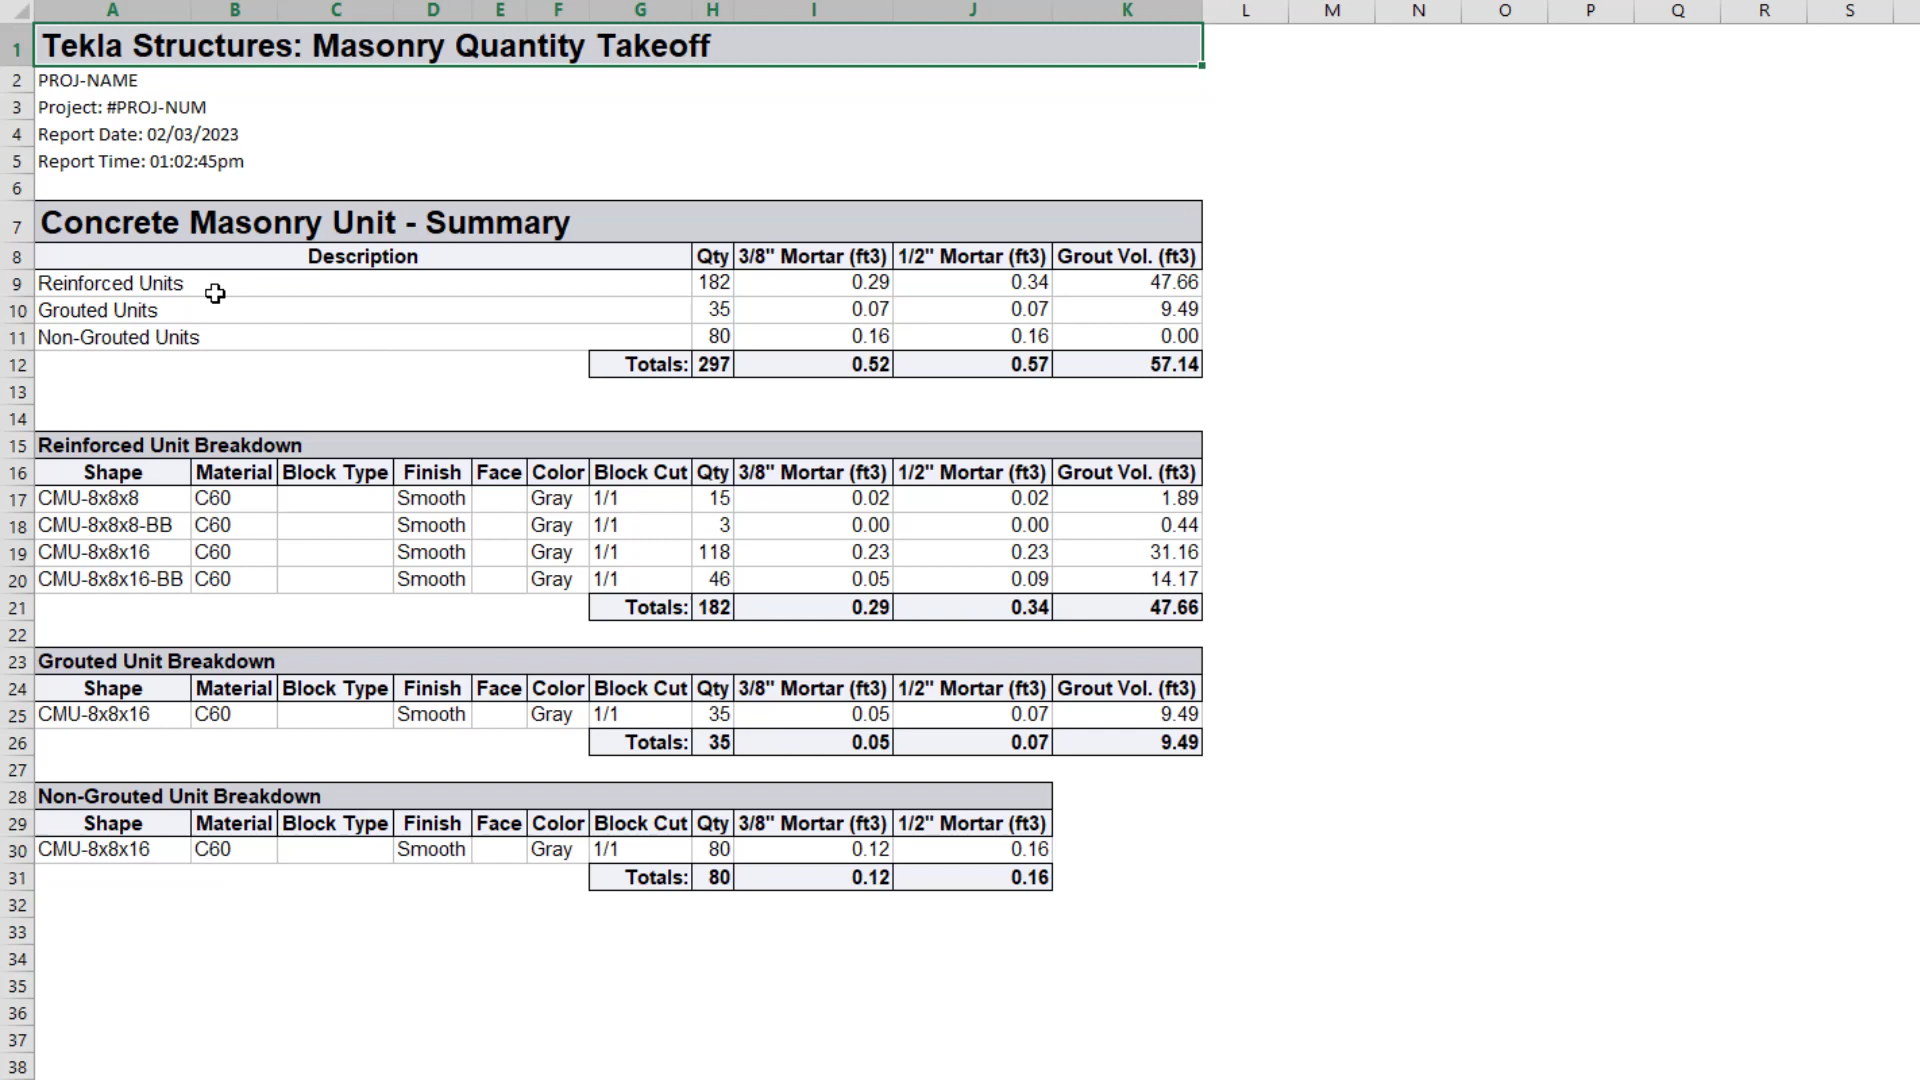 A B C D E F G H I J K L M N O P Q R S
1 Tekla Structures: Masonry Quantity Takeoff
2 PROJ-NAME
3 Project: #PROJ-NUM
4 Report Date: 02/03/2023
5 Report Time: 01:02:45pm
6
7 Concrete Masonry Unit - Summary
8 Description Qty 3/8" Mortar (ft3) 1/2" Mortar (ft3) Grout Vol. (ft3)
9 Reinforced Units 182 0.29 0.34 47.66
10 Grouted Units 35 0.07 0.07 9.49
11 Non-Grouted Units 80 0.16 0.16 0.00
12 Totals: 297 0.52 0.57 57.14
13
14
15 Reinforced Unit Breakdown
16 Shape Material Block Type Finish Face Color Block Cut Qty 3/8" Mortar (ft3) 1/2" Mortar (ft3) Grout Vol. (ft3)
17 CMU-8x8x8 C60 Smooth Gray 1/1 15 0.02 0.02 1.89
18 CMU-8x8x8-BB C60 Smooth Gray 1/1 3 0.00 0.00 0.44
19 CMU-8x8x16 C60 Smooth Gray 1/1 118 0.23 0.23 31.16
20 CMU-8x8x16-BB C60 Smooth Gray 1/1 46 0.05 0.09 14.17
21 Totals: 182 0.29 0.34 47.66
22
23 Grouted Unit Breakdown
24 Shape Material Block Type Finish Face Color Block Cut Qty 3/8" Mortar (ft3) 1/2" Mortar (ft3) Grout Vol. (ft3)
25 CMU-8x8x16 C60 Smooth Gray 1/1 35 0.05 0.07 9.49
26 Totals: 35 0.05 0.07 9.49
27
28 Non-Grouted Unit Breakdown
29 Shape Material Block Type Finish Face Color Block Cut Qty 3/8" Mortar (ft3) 1/2" Mortar (ft3)
30 CMU-8x8x16 C60 Smooth Gray 1/1 80 0.12 0.16
31 Totals: 80 0.12 0.16
32
33
34
35
36
37
38